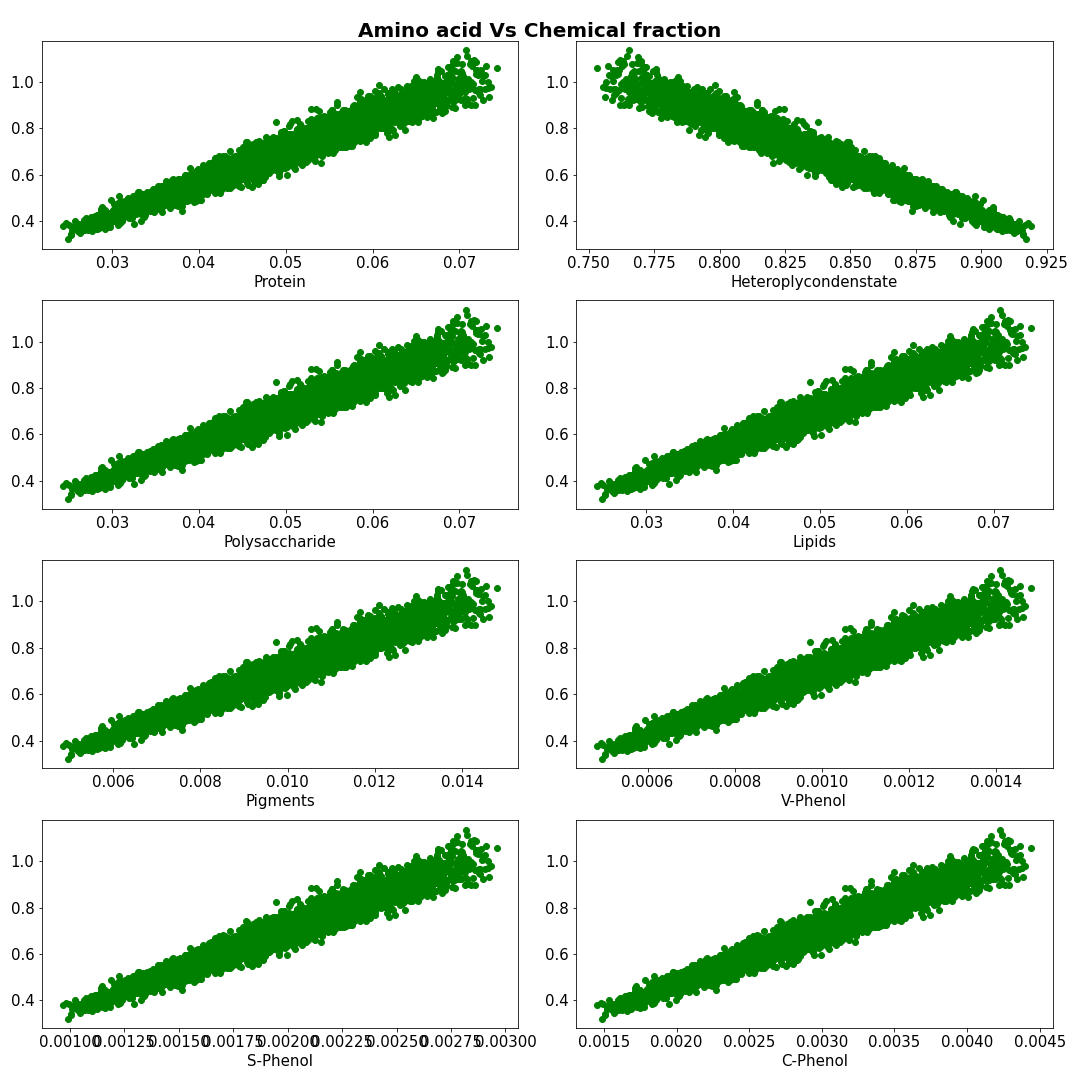 Amino acid Vs Chemical fraction
1.0
0.8
0.6
0.4
0.03 0.04 0.05 0.06 0.07
Protein
1.0
0.8
0.6
0.4
0.750 0.775 0.800 0.825 0.850 0.875 0.900 0.925
Heteroplycondenstate
1.0
0.8
0.6
0.4
0.03 0.04 0.05 0.06 0.07
Polysaccharide
1.0
0.8
0.6
0.4
0.03 0.04 0.05 0.06 0.07
Lipids
1.0
0.8
0.6
0.4
0.006 0.008 0.010 0.012 0.014
Pigments
1.0
0.8
0.6
0.4
0.0006 0.0008 0.0010 0.0012 0.0014
V-Phenol
1.0
0.8
0.6
0.4
0.00100 0.00125 0.00150 0.00175 0.00200 0.00225 0.00250 0.00275 0.00300
S-Phenol
1.0
0.8
0.6
0.4
0.0015 0.0020 0.0025 0.0030 0.0035 0.0040 0.0045
C-Phenol